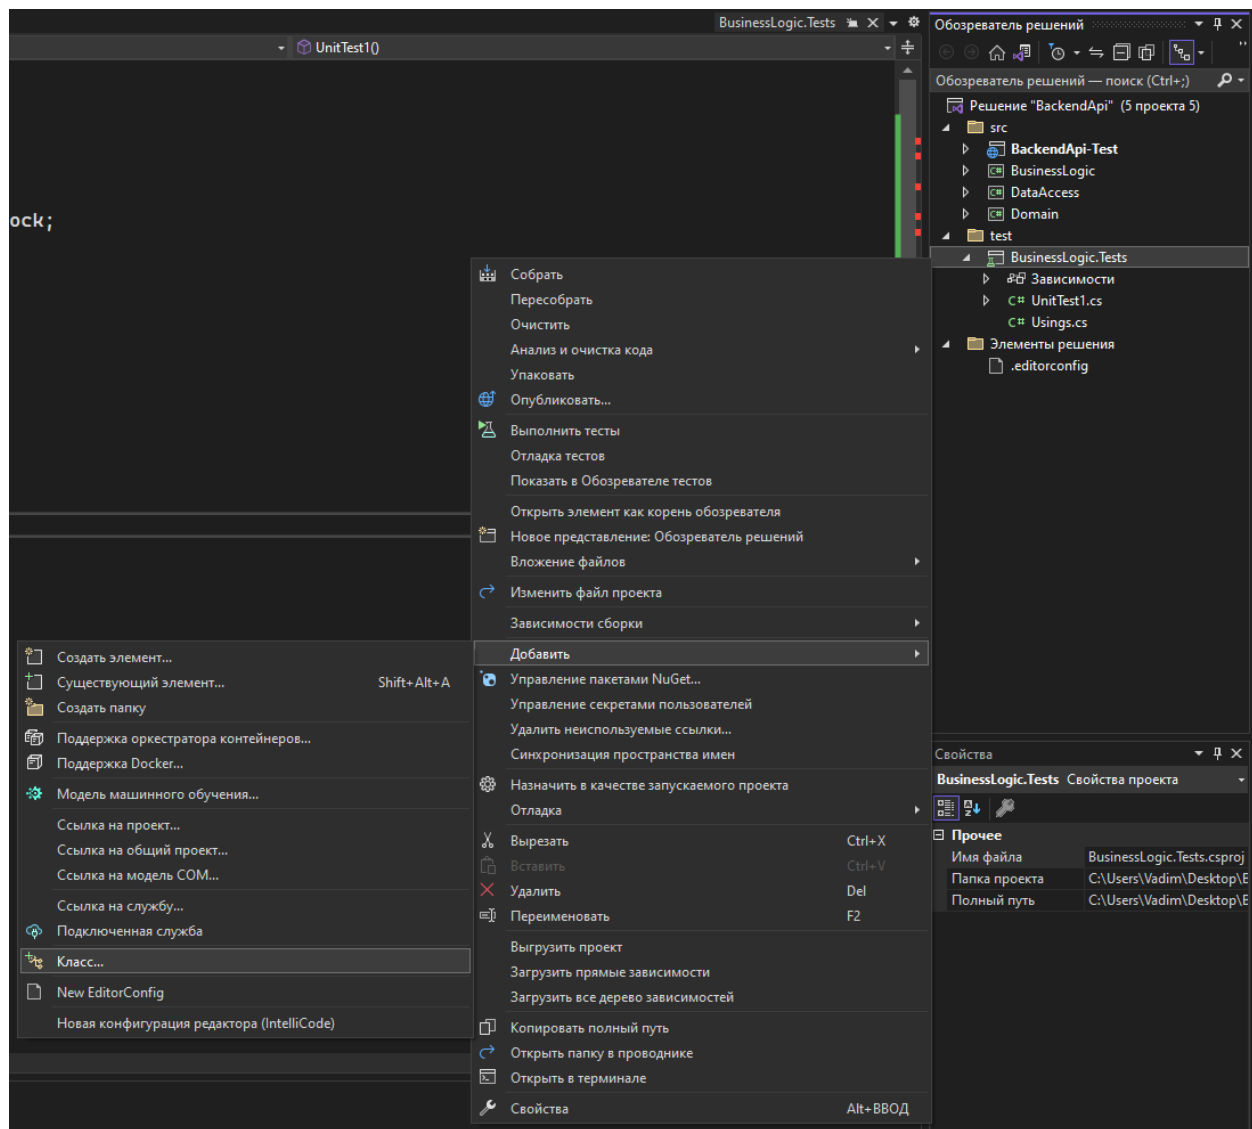 BusinessLogic.Tests
UnitTest1()
ock;
Обозреватель решений
Обозреватель решений — поиск (Ctrl+;)
Решение "BackendApi" (5 проекта 5)
src
BackendApi-Test
BusinessLogic
DataAccess
Domain
test
BusinessLogic.Tests
Зависимости
C# UnitTest1.cs
C# Usings.cs
Элементы решения
.editorconfig
Собрать
Пересобрать
Очистить
Анализ и очистка кода
Упаковать
Опубликовать...
Выполнить тесты
Отладка тестов
Показать в Обозревателе тестов
Открыть элемент как корень обозревателя
Новое представление: Обозреватель решений
Вложение файлов
Изменить файл проекта
Зависимости сборки
Добавить
Управление пакетами NuGet...
Управление секретами пользователей
Удалить неиспользуемые ссылки...
Синхронизация пространства имен
Назначить в качестве запускаемого проекта
Отладка
Вырезать Ctrl+X
Вставить Ctrl+V
Удалить Del
Переименовать F2
Выгрузить проект
Загрузить прямые зависимости
Загрузить все дерево зависимостей
Копировать полный путь
Открыть папку в проводнике
Открыть в терминале
Свойства Alt+ВВОД
Создать элемент...
Существующий элемент... Shift+Alt+A
Создать папку
Поддержка оркестратора контейнеров...
Поддержка Docker...
Модель машинного обучения...
Ссылка на проект...
Ссылка на общий проект...
Ссылка на модель COM...
Ссылка на службу...
Подключенная служба
Класс...
New EditorConfig
Новая конфигурация редактора (IntelliCode)
Свойства
BusinessLogic.Tests Свойства проекта
Прочее
Имя файла BusinessLogic.Tests.csproj
Папка проекта C:\Users\Vadim\Desktop\E
Полный путь C:\Users\Vadim\Desktop\E